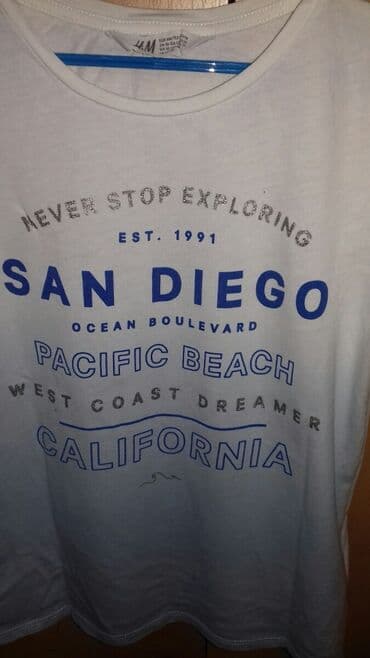 H&M
NEVER STOP EXPLORING
EST. 1991
SAN DIEGO
OCEAN BOULEVARD
PACIFIC BEACH
WEST COAST DREAMER
CALIFORNIA